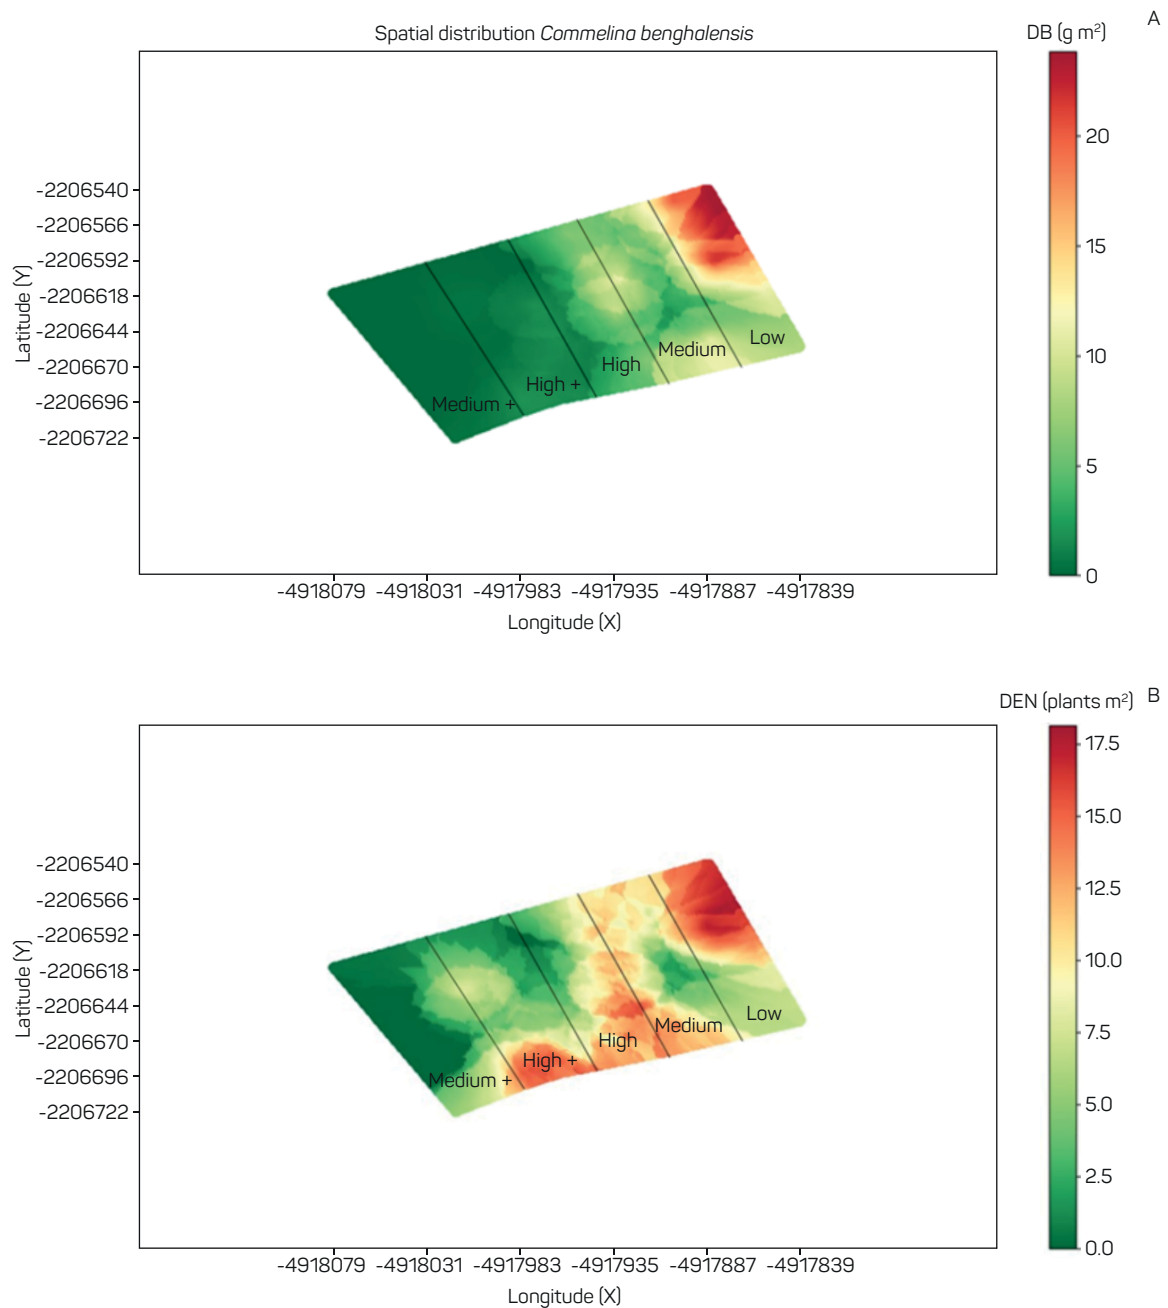 A
Spatial distribution Commelina benghalensis
DB (g m²)
20
15
10
5
0
-2206540
-2206566
-2206592
-2206618
-2206644
-2206670
-2206696
-2206722
Latitude (Y)
Low
Medium
High
High +
Medium +
-4918079 -4918031 -4917983 -4917935 -4917887 -4917839
Longitude (X)
DEN (plants m²) B
17.5
15.0
12.5
10.0
7.5
5.0
2.5
0.0
-2206540
-2206566
-2206592
-2206618
-2206644
-2206670
-2206696
-2206722
Latitude (Y)
Low
Medium
High
High +
Medium +
-4918079 -4918031 -4917983 -4917935 -4917887 -4917839
Longitude (X)